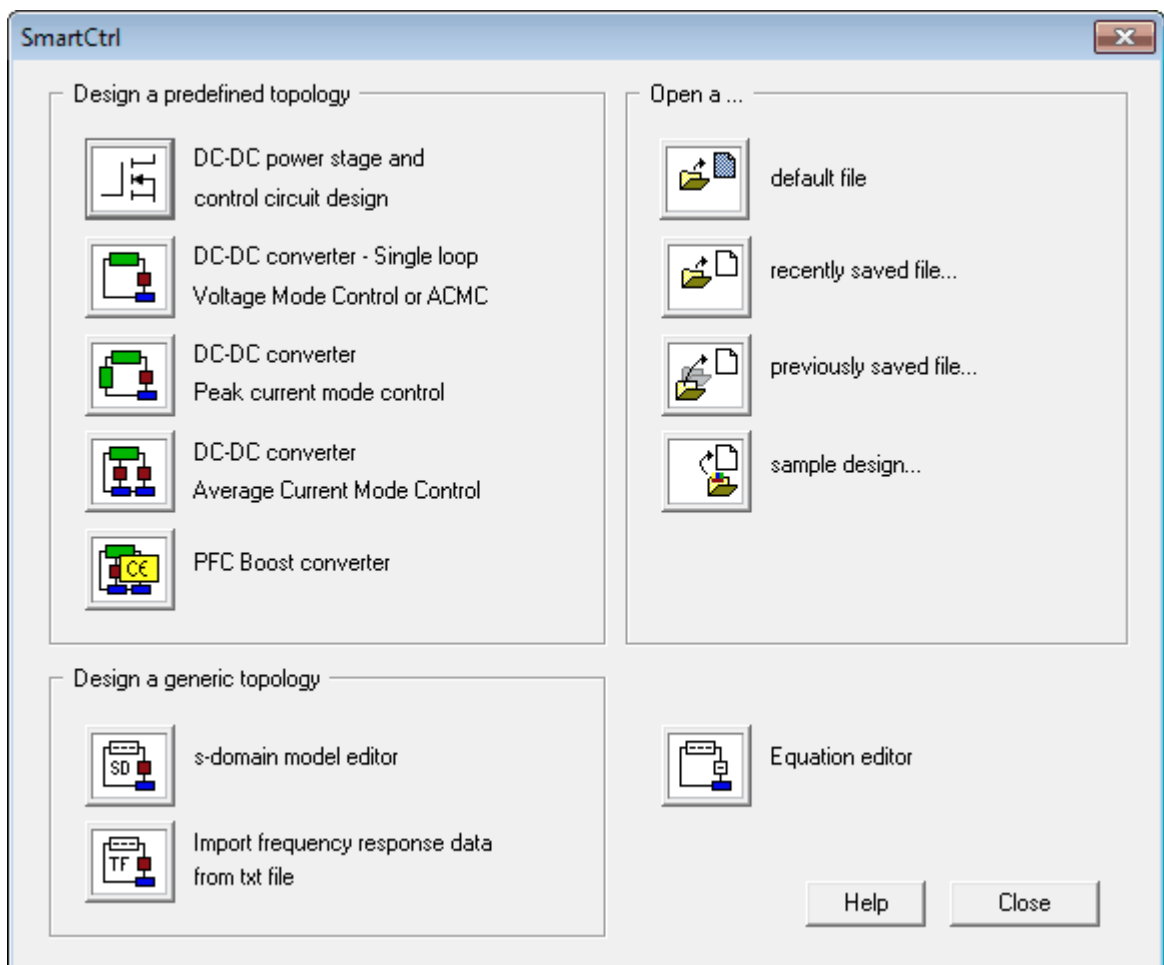 SmartCtrl
Design a predefined topology
DC-DC power stage and
control circuit design
DC-DC converter - Single loop
Voltage Mode Control or ACMC
DC-DC converter
Peak current mode control
DC-DC converter
Average Current Mode Control
CE
PFC Boost converter
Open a ...
default file
recently saved file...
previously saved file...
sample design...
Design a generic topology
SD
s-domain model editor
TF
Import frequency response data
from txt file
Equation editor
Help
Close